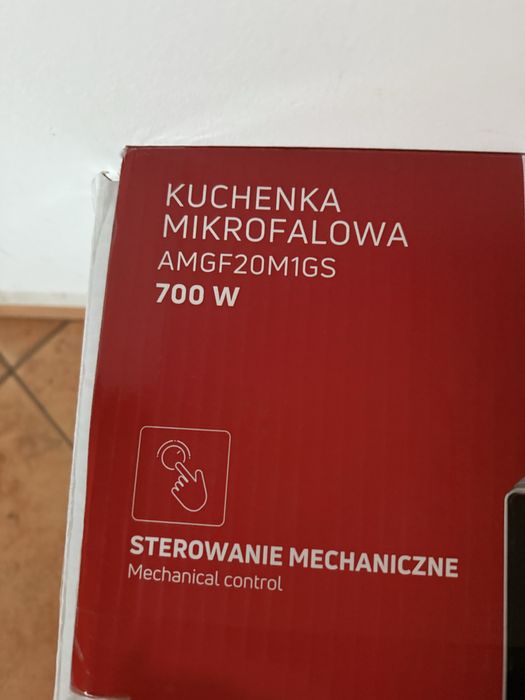 KUCHENKA
MIKROFALOWA
AMGF20M1GS
700 W
STEROWANIE MECHANICZNE
Mechanical control